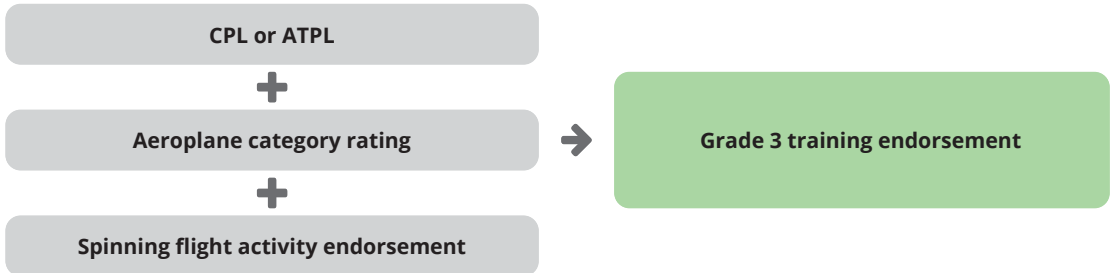 CPL or ATPL
Aeroplane category rating
Spinning flight activity endorsement
Grade 3 training endorsement